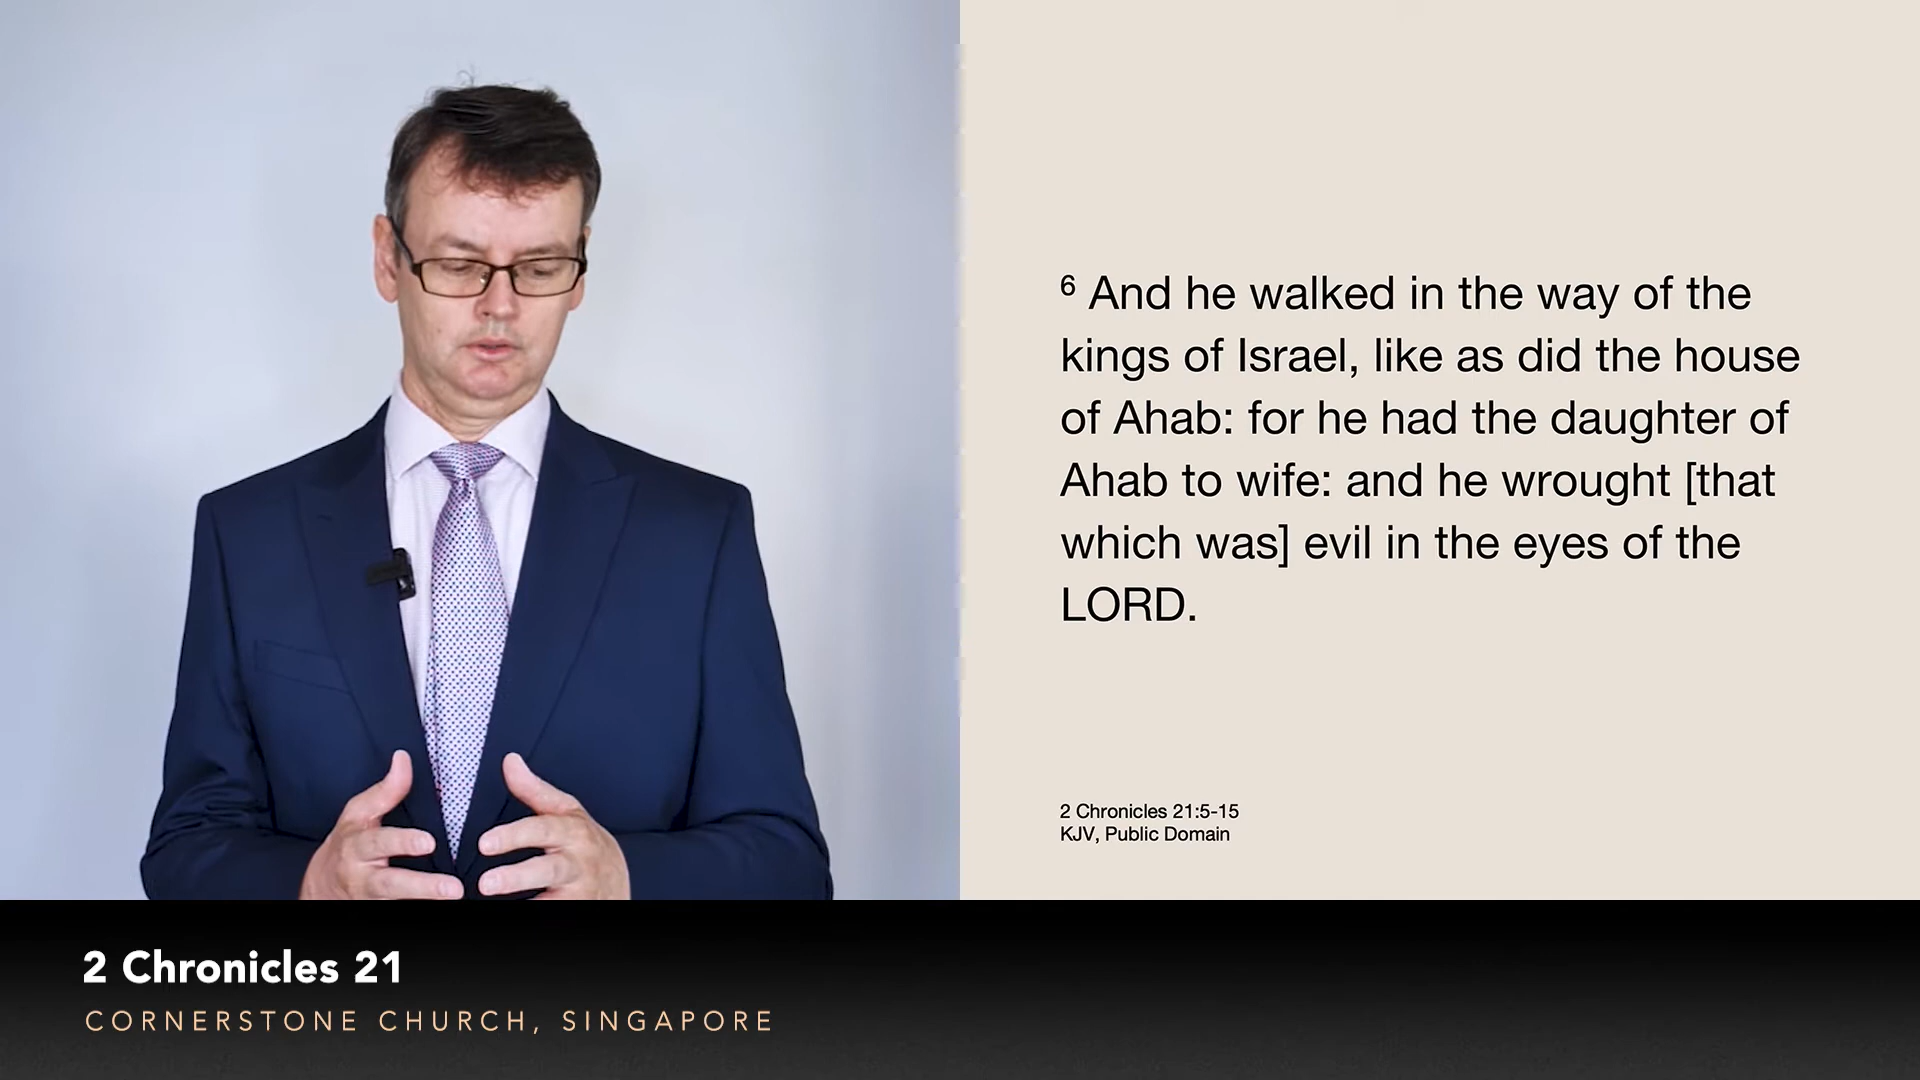 6 And he walked in the way of the
kings of Israel, like as did the house
of Ahab: for he had the daughter of
Ahab to wife: and he wrought [that
which was] evil in the eyes of the
LORD.
2 Chronicles 21:5-15
KJV, Public Domain
2 Chronicles 21
CORNERSTONE CHURCH, SINGAPORE